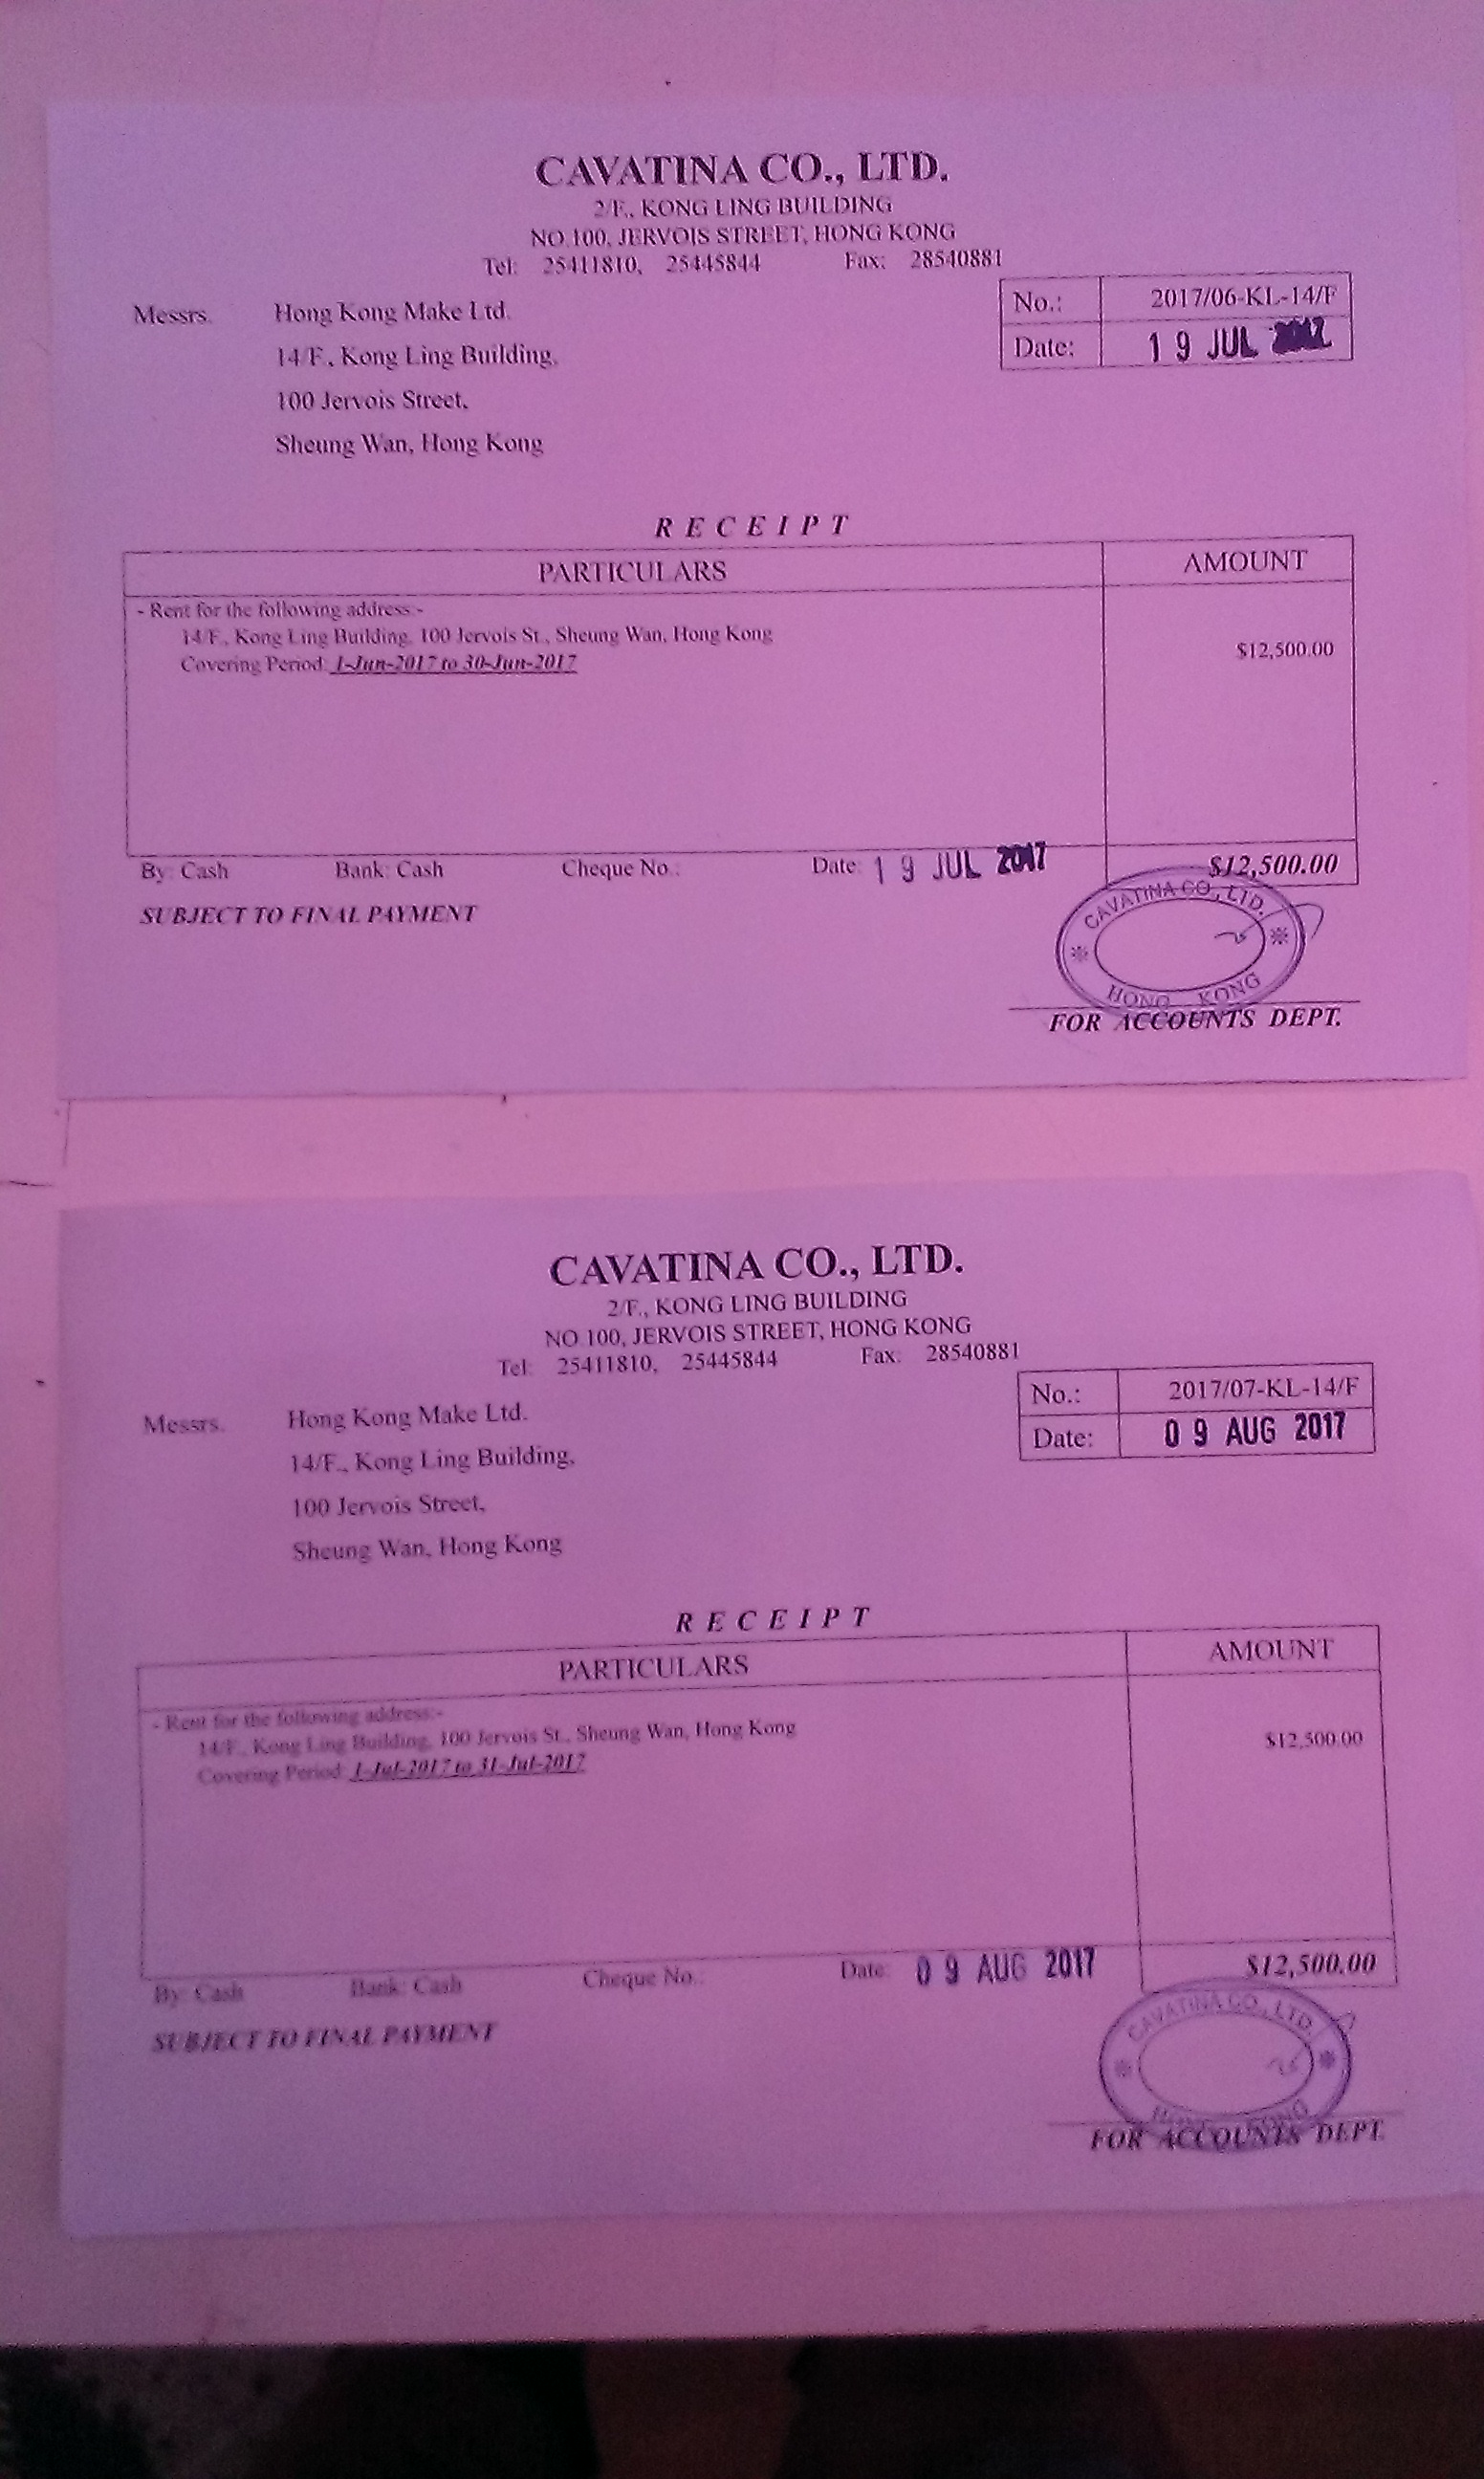 CAVATINA CO., LTD.
2/F., KONG LING BUILDING
NO.100, JERVOIS STREET, HONG KONG
Tel: 25411810, 25445844 Fax: 28540881
Messrs. Hong Kong Make Ltd.
14/F., Kong Ling Building,
100 Jervois Street,
Sheung Wan, Hong Kong
No.: 2017/06-KL-14/F
Date: 19 JUL
RECEIPT
PARTICULARS AMOUNT
- Rent for the following address:-
14/F., Kong Ling Building, 100 Jervois St., Sheung Wan, Hong Kong
Covering Period: 1-Jun-2017 to 30-Jun-2017
$12,500.00
By: Cash Bank: Cash Cheque No.: Date: 19 JUL 2017 $12,500.00
SUBJECT TO FINAL PAYMENT
CAVATINA CO., LTD.
HONG KONG
FOR ACCOUNTS DEPT.
CAVATINA CO., LTD.
2/F., KONG LING BUILDING
NO.100, JERVOIS STREET, HONG KONG
Tel: 25411810, 25445844 Fax: 28540881
Messrs. Hong Kong Make Ltd.
14/F., Kong Ling Building,
100 Jervois Street,
Sheung Wan, Hong Kong
No.: 2017/07-KL-14/F
Date: 09 AUG 2017
RECEIPT
PARTICULARS AMOUNT
- Rent for the following address:-
14/F., Kong Ling Building, 100 Jervois St., Sheung Wan, Hong Kong
Covering Period: 1-Jul-2017 to 31-Jul-2017
$12,500.00
By: Cash Bank: Cash Cheque No.: Date: 09 AUG 2017 $12,500.00
SUBJECT TO FINAL PAYMENT
CAVATINA CO., LTD.
HONG KONG
FOR ACCOUNTS DEPT.